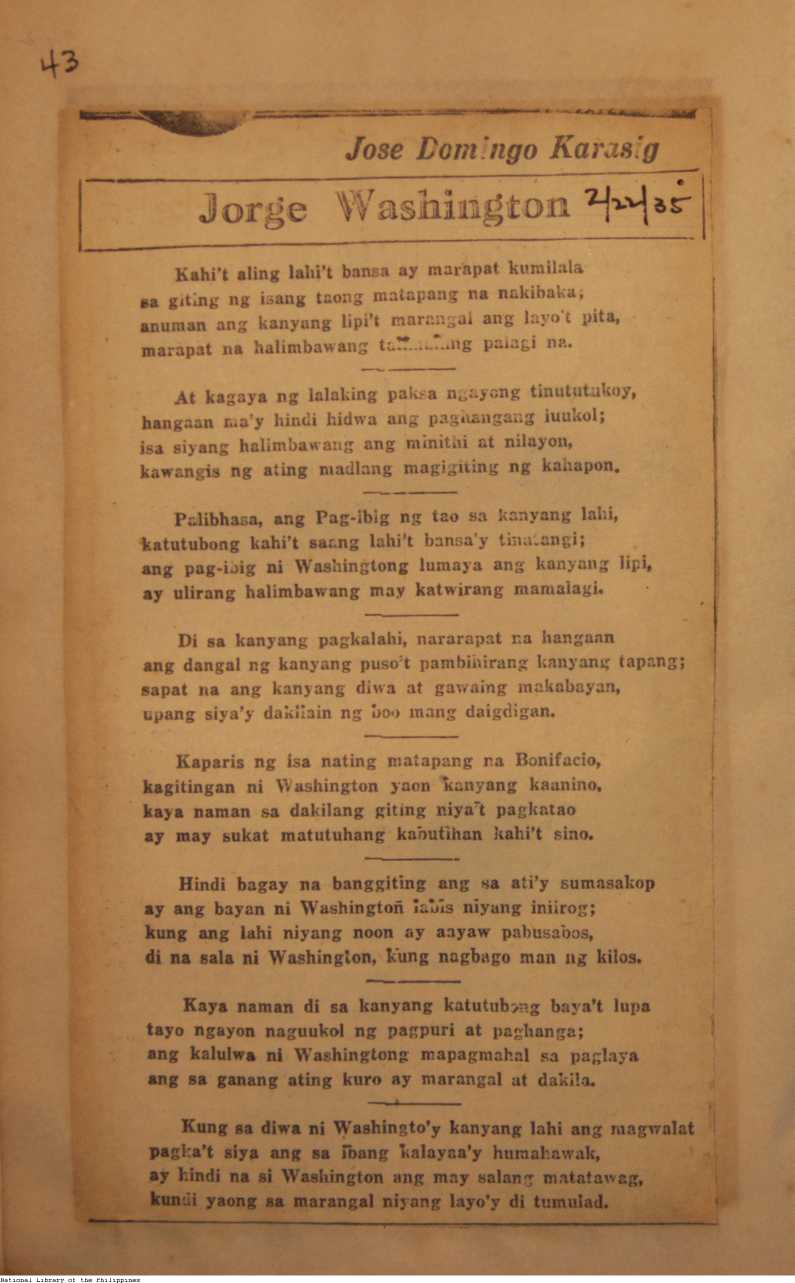 43
Jose Domingo Karasig
Jorge Washington 2/22/35
Kahi't aling lahi't bansa ay marapat kumilala
sa giting ng isang taong matapang na nakibaka;
anuman ang kanyang lipi't marangal ang layo't pita,
marapat na halimbawang palagi na.
At kagaya ng lalaking paksa ngayong tinututukoy,
hangaan ma'y hindi hidwa ang paghangang iuukol;
isa siyang halimbawang ang minithi at nilayon,
kawangis ng ating madlang magigiting ng kahapon.
Palibhasa, ang Pag-ibig ng tao sa kanyang lahi,
katutubong kahi't saang lahi't bansa'y tinatangi;
ang pag-ibig ni Washingtong lumaya ang kanyang lipi,
ay ulirang halimbawang may katwirang mamalagi.
Di sa kanyang pagkalahi, nararapat na hangaan
ang dangal ng kanyang puso't pambihirang kanyang tapang;
sapat na ang kanyang diwa at gawaing makabayan,
upang siya'y dakilain ng boo mang daigdigan.
Kaparis ng isa nating matapang na Bonifacio,
kagitingan ni Washington yaon kanyang kaanino,
kaya naman sa dakilang giting niya't pagkatao
ay may sukat matutuhang kabutihan kahi't sino.
Hindi bagay na banggiting ang sa ati'y sumasakop
ay ang bayan ni Washington labis niyang iniirog;
kung ang lahi niyang noon ay aayaw pabusabos,
di na sala ni Washington, kung nagbago man ng kilos.
Kaya naman di sa kanyang katutubong baya't lupa
tayo ngayon naguukol ng pagpuri at paghanga;
ang kalulwa ni Washingtong mapagmahal sa paglaya
ang sa ganang ating kuro ay marangal at dakila.
Kung sa diwa ni Washingto'y kanyang lahi ang magwalat
pagka't siya ang sa ibang kalayaa'y humahawak,
ay hindi na si Washington ang may salang matatawag,
kundi yaong sa marangal niyang layo'y di tumulad.
National Library of the Philippines